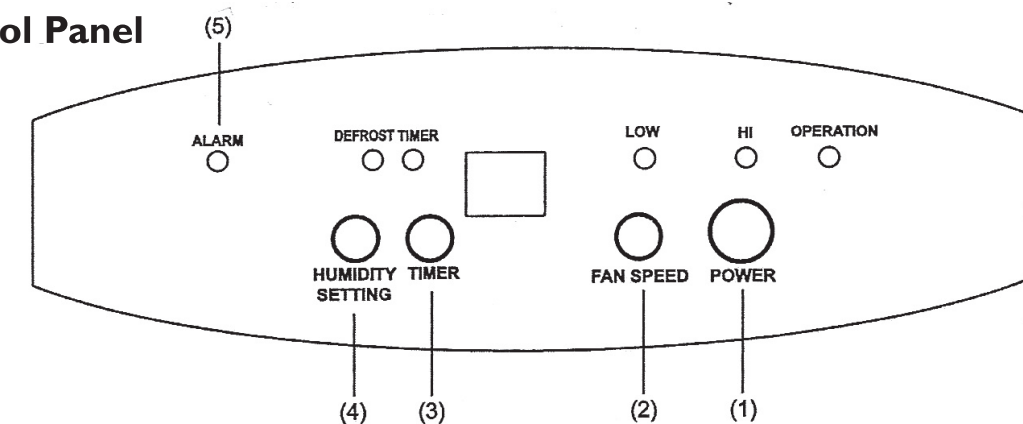 ol Panel
(5)
ALARM
DEFROST TIMER
LOW
HI
OPERATION
HUMIDITY
SETTING
TIMER
FAN SPEED
POWER
(4)
(3)
(2)
(1)